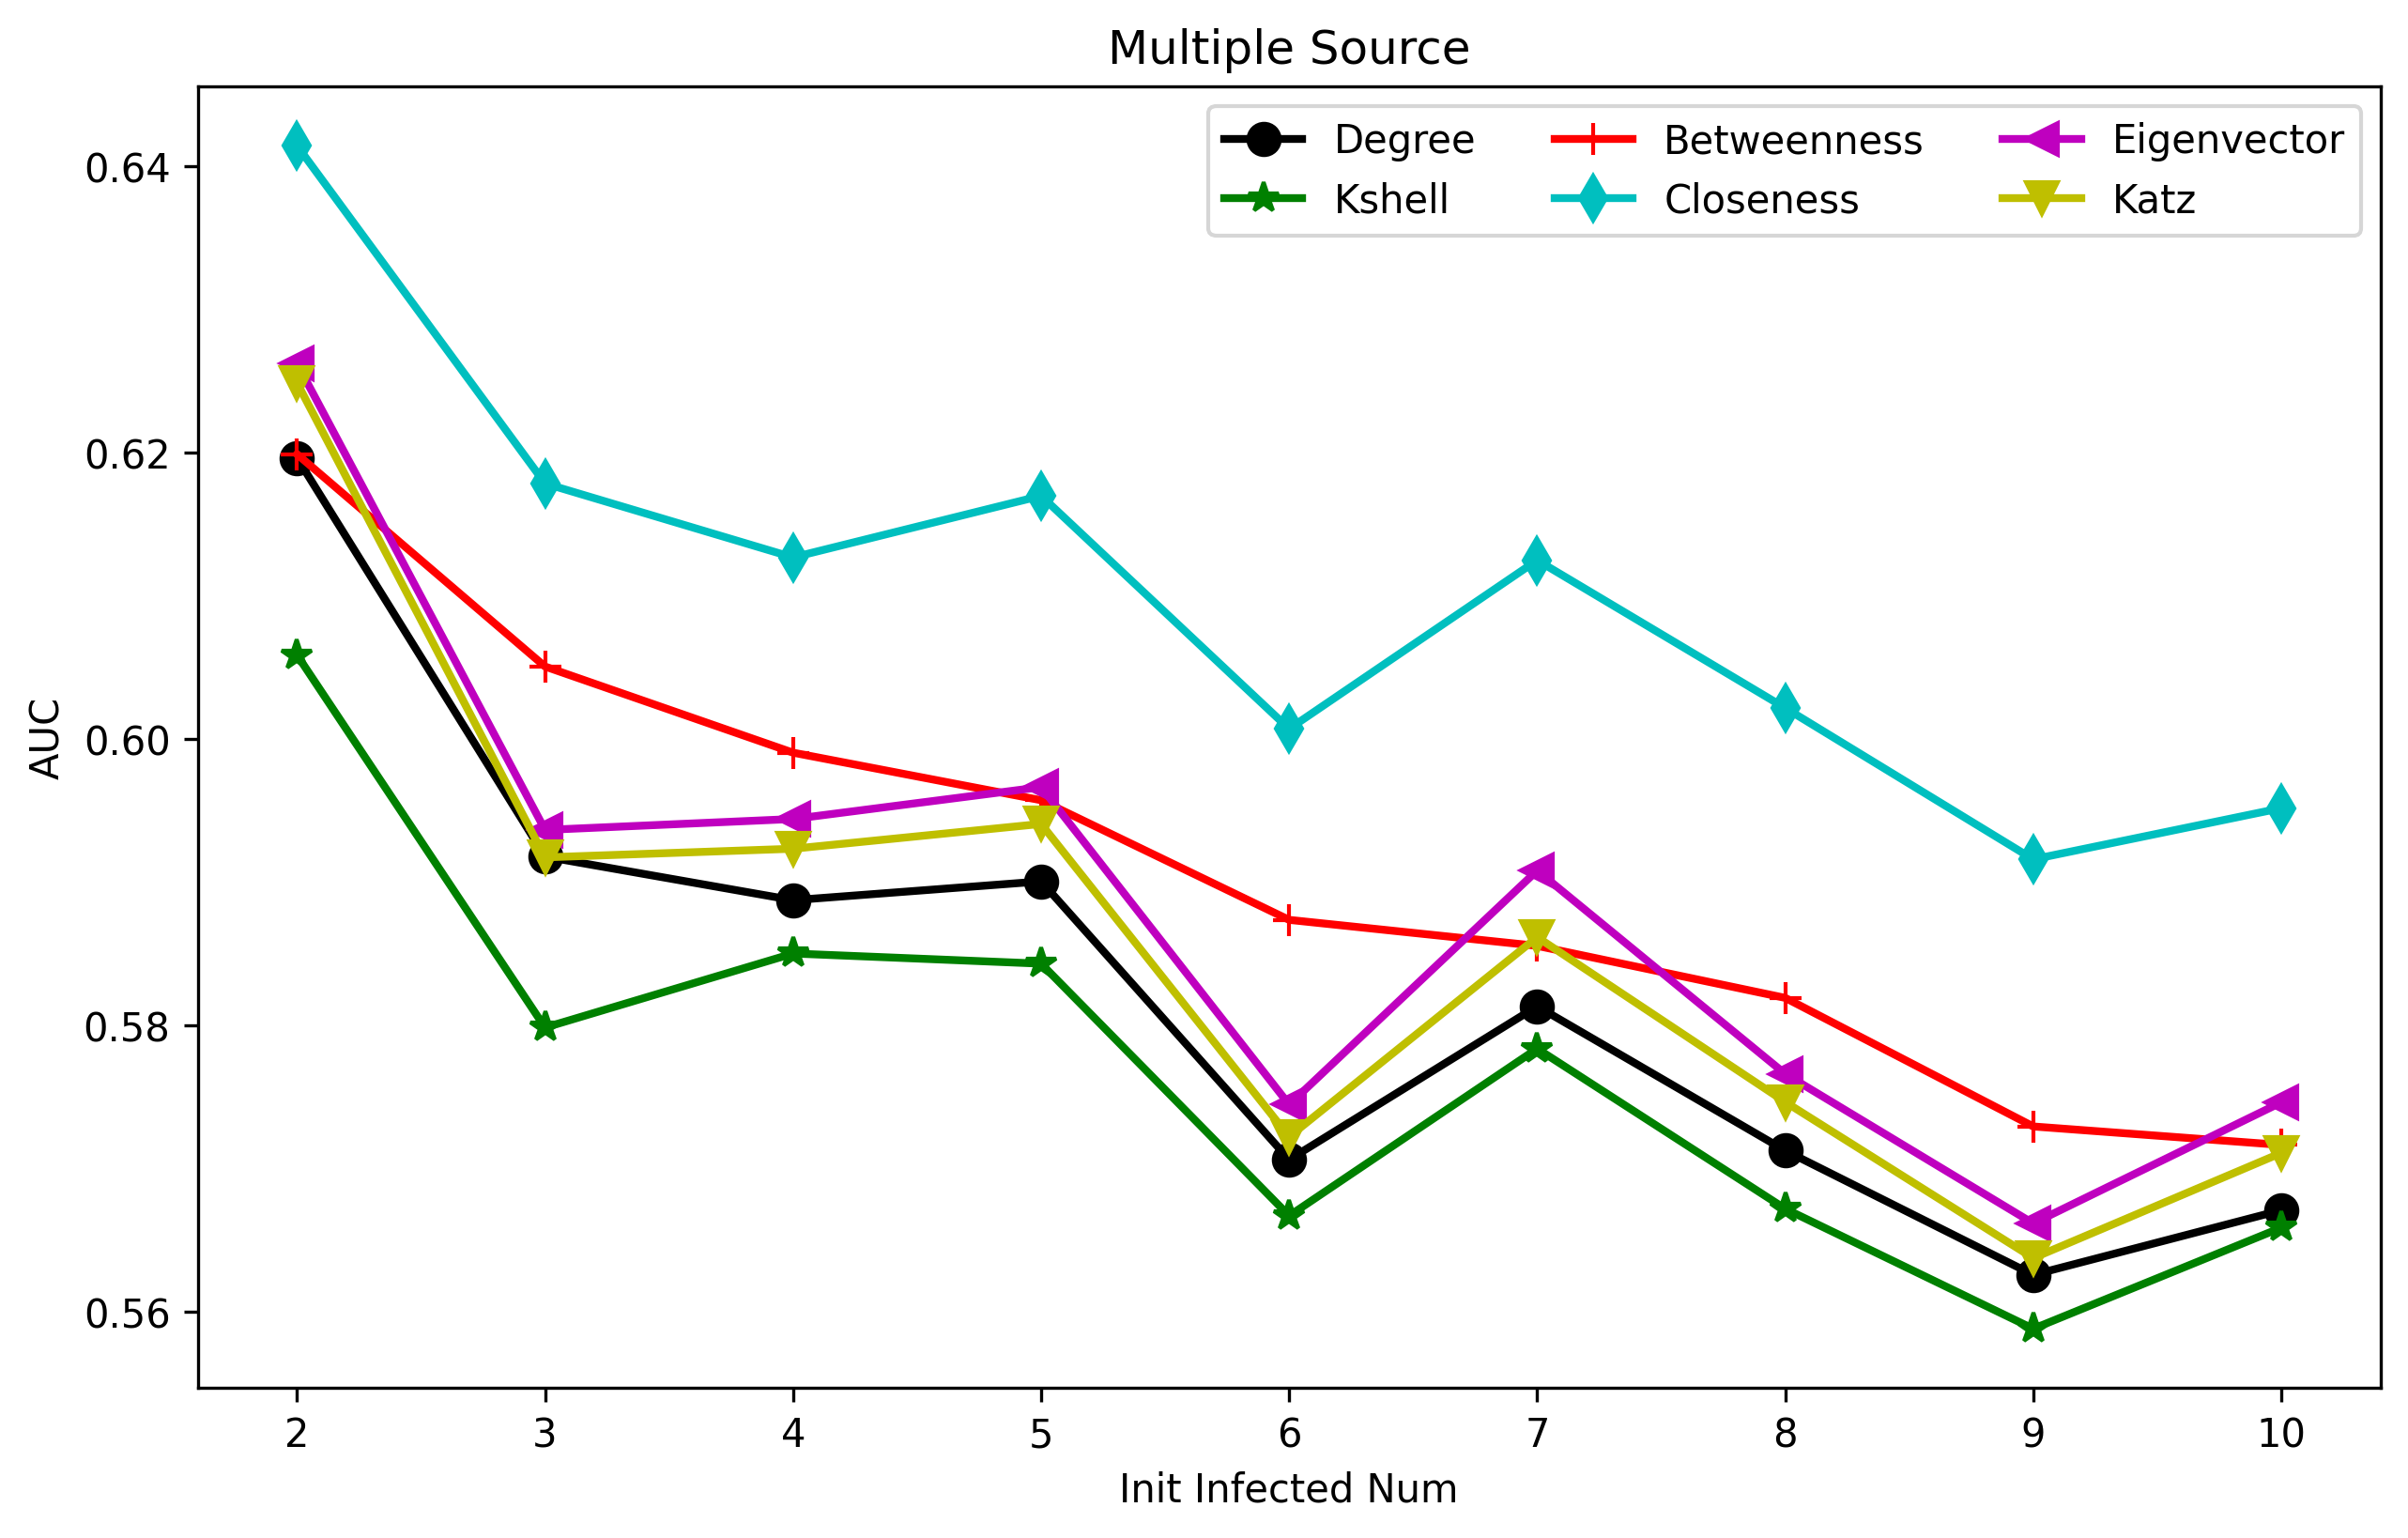 Multiple Source
Degree
Kshell
Betweenness
Closeness
Eigenvector
Katz
AUC
0.64
0.62
0.60
0.58
0.56
2 3 4 5 6 7 8 9 10
Init Infected Num